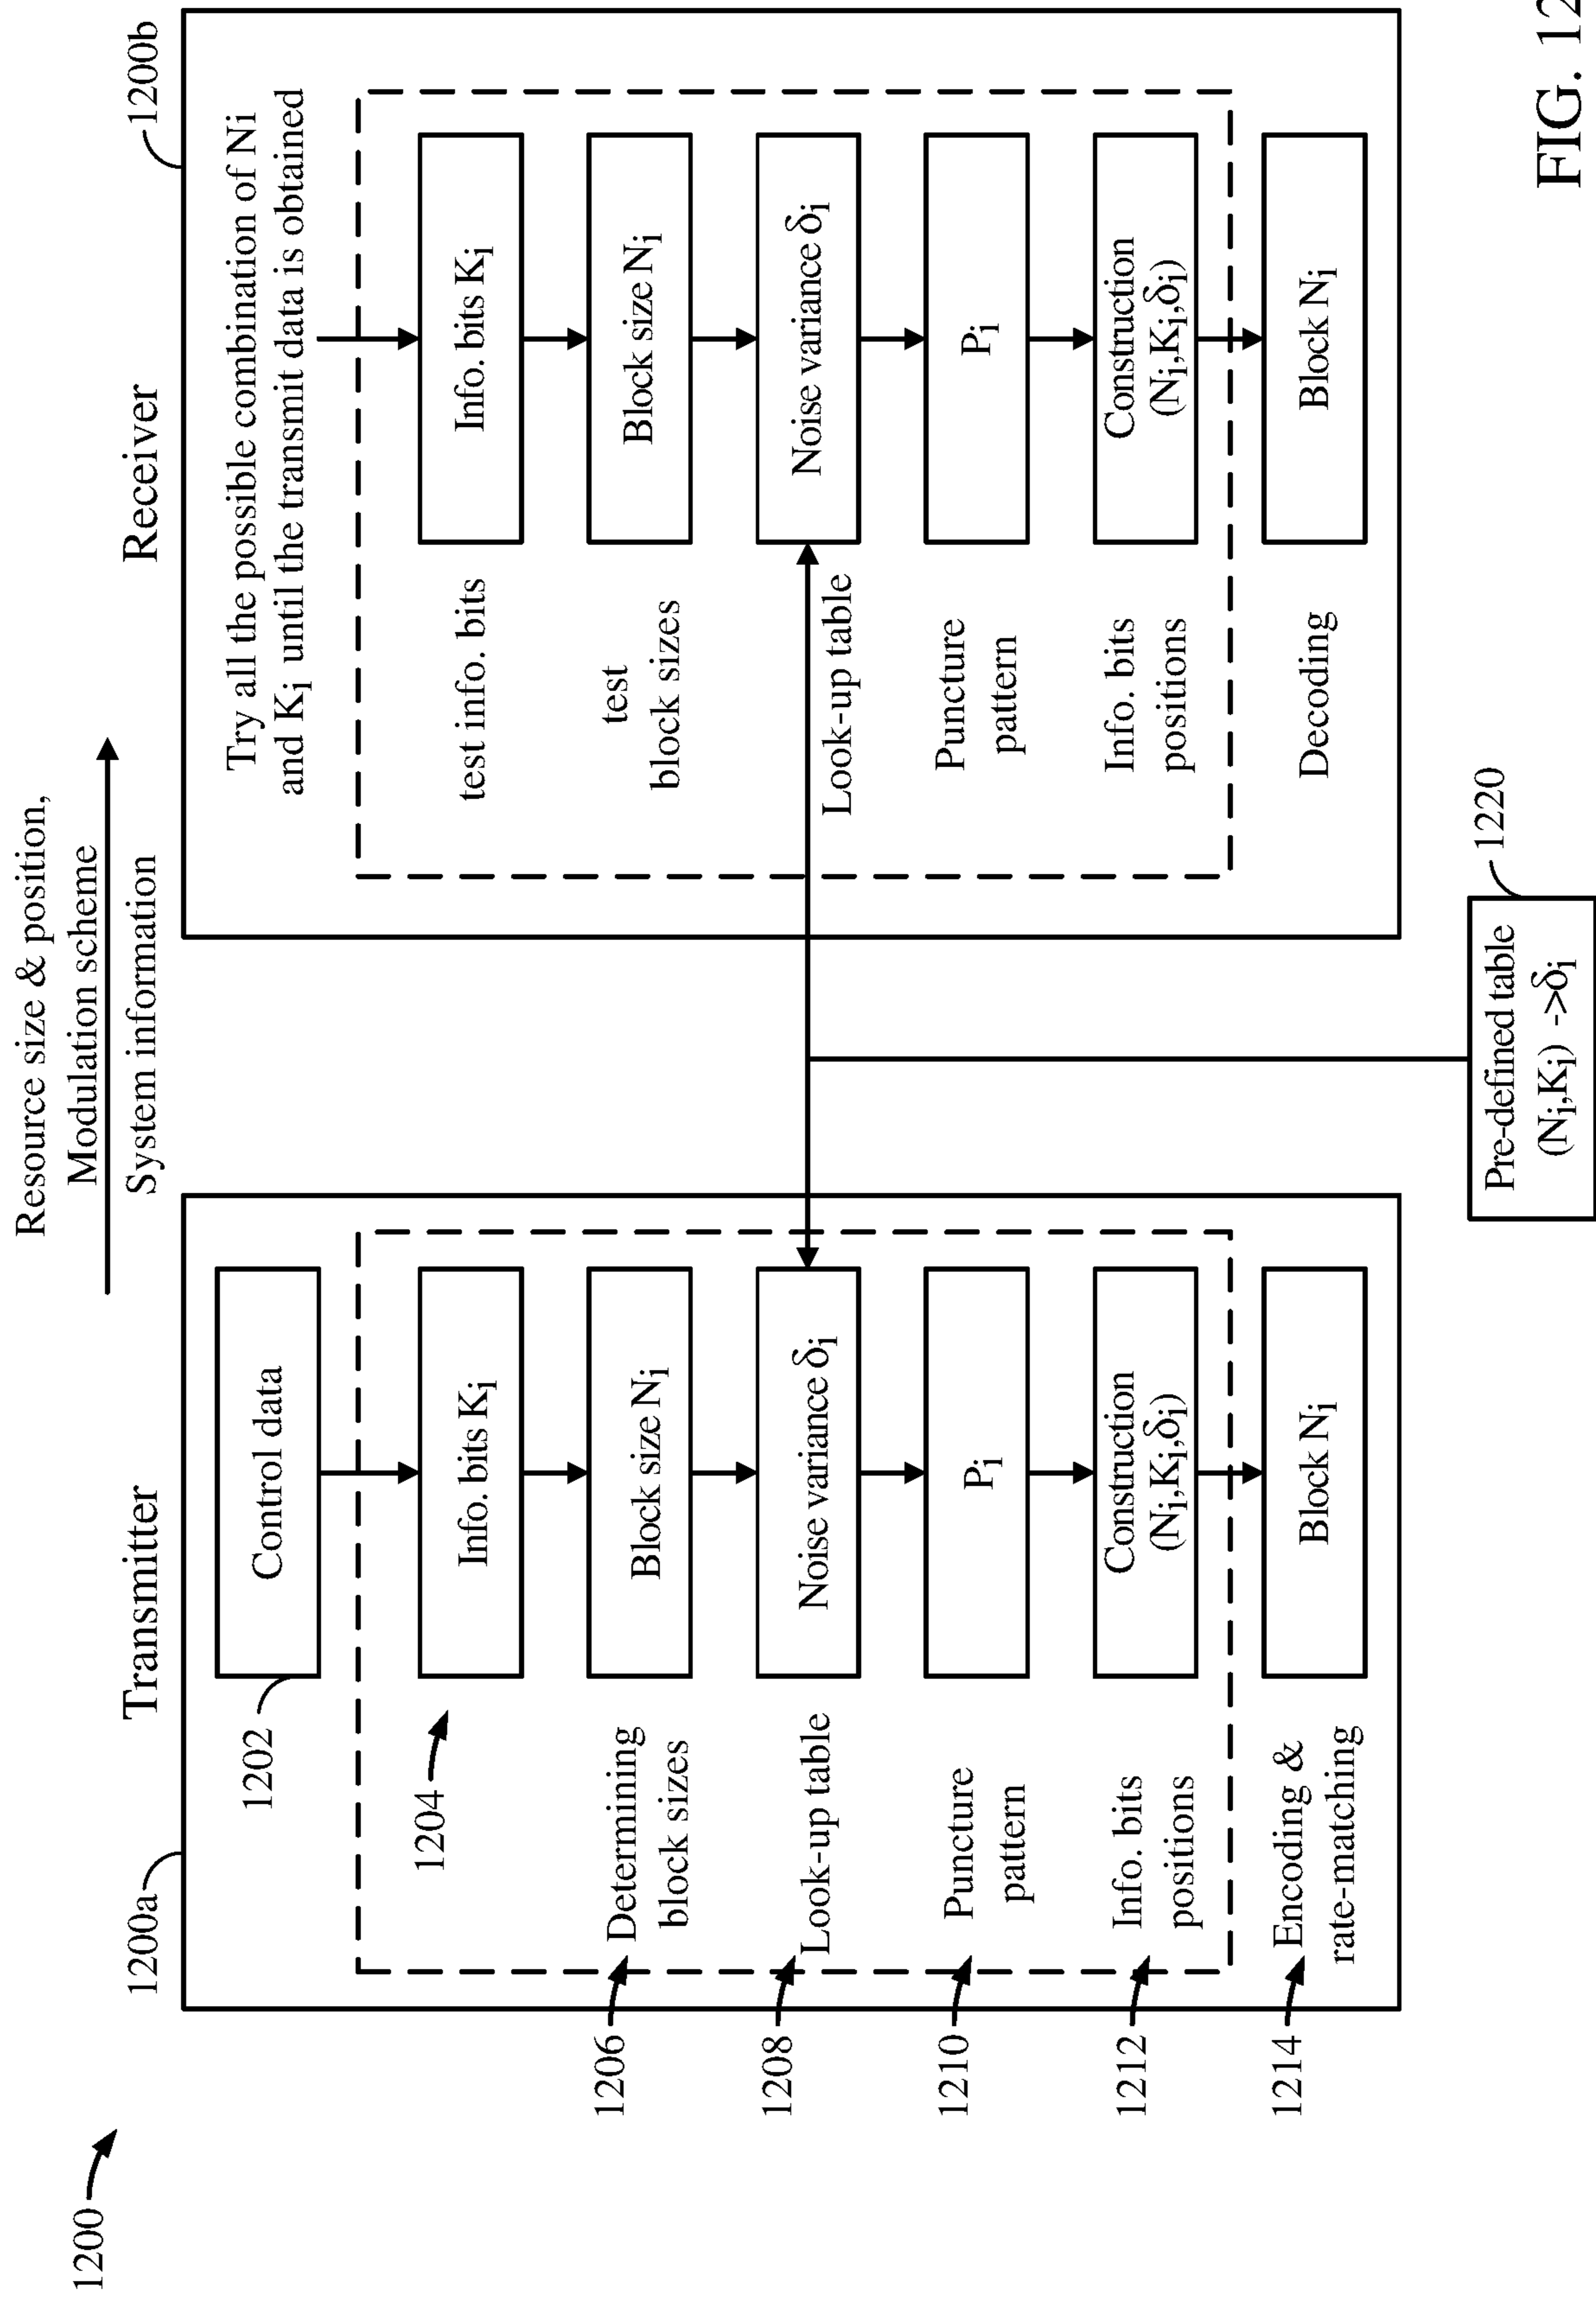 1200
Resource size & position,
Modulation scheme
System information
Transmitter
1200a
Control data
1202
Info. bits Ki
1204
1206
Determining
block sizes
Block size Ni
1208
Look-up table
Noise variance δi
1210
Puncture
pattern
Pi
1212
Info. bits
positions
Construction
(Ni,Ki,δi)
1214
Encoding &
rate-matching
Block Ni
Receiver
1200b
Try all the possible combination of Ni
and Ki until the transmit data is obtained
test info. bits
Info. bits Ki
test
block sizes
Block size Ni
Look-up table
Noise variance δi
Puncture
pattern
Pi
Info. bits
positions
Construction
(Ni,Ki,δi)
Decoding
Block Ni
1220
Pre-defined table
(Ni,Ki) ->δi
FIG. 12